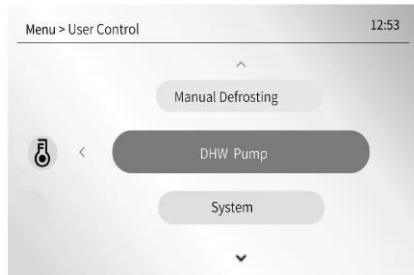 Menu > User Control 12:53
Manual Defrosting
DHW Pump
System